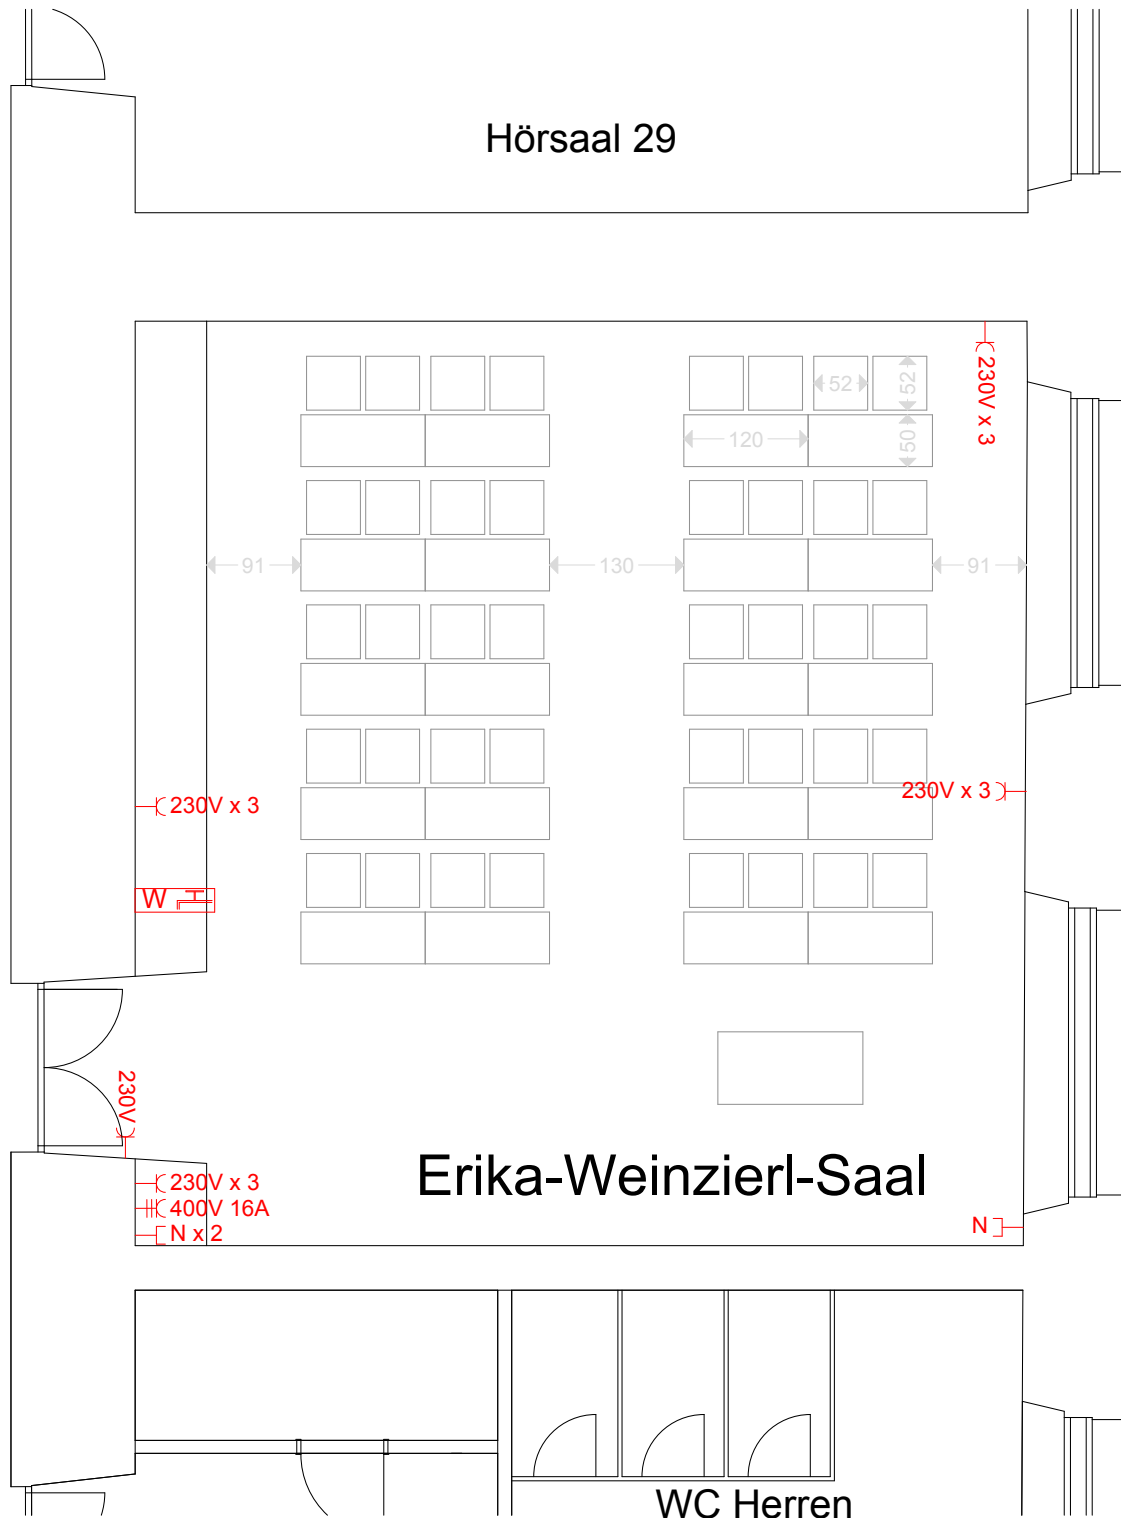 Hörsaal 29
230V x 3
52
52
120
50
91
130
91
230V x 3
230V x 3
W
230V
Erika-Weinzierl-Saal
230V x 3
400V 16A
N x 2
N
WC Herren